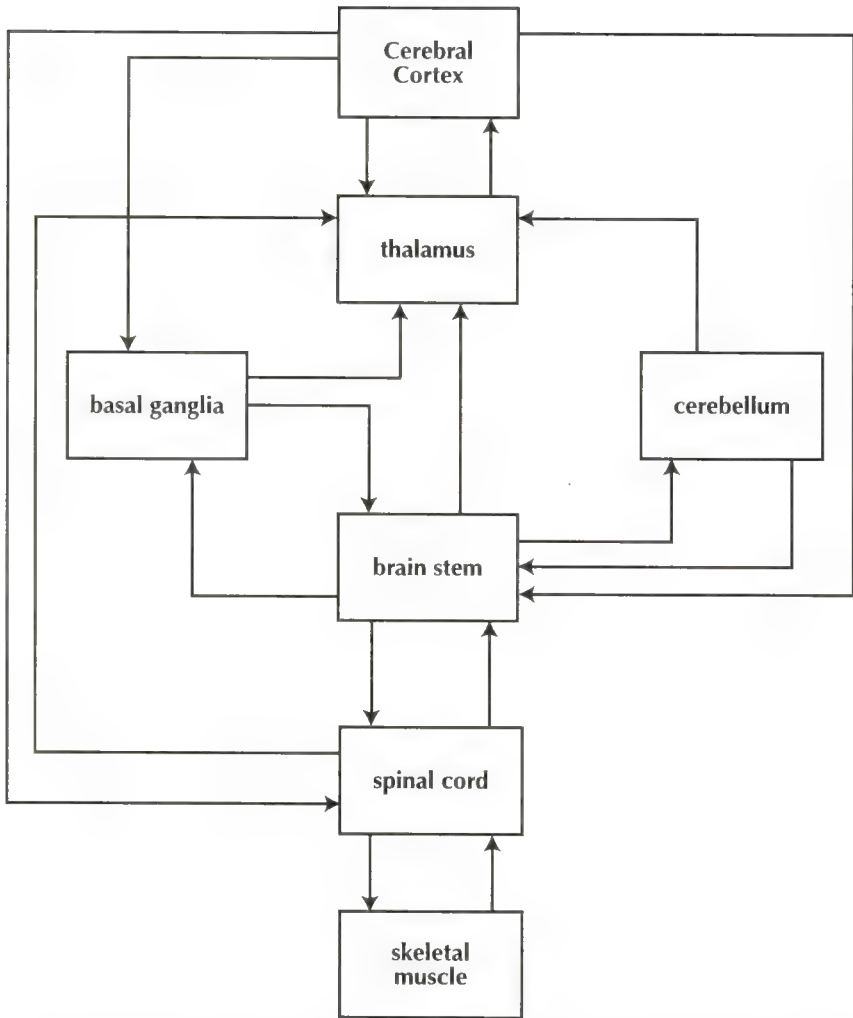 Cerebral
Cortex
thalamus
basal ganglia
cerebellum
brain stem
spinal cord
skeletal
muscle